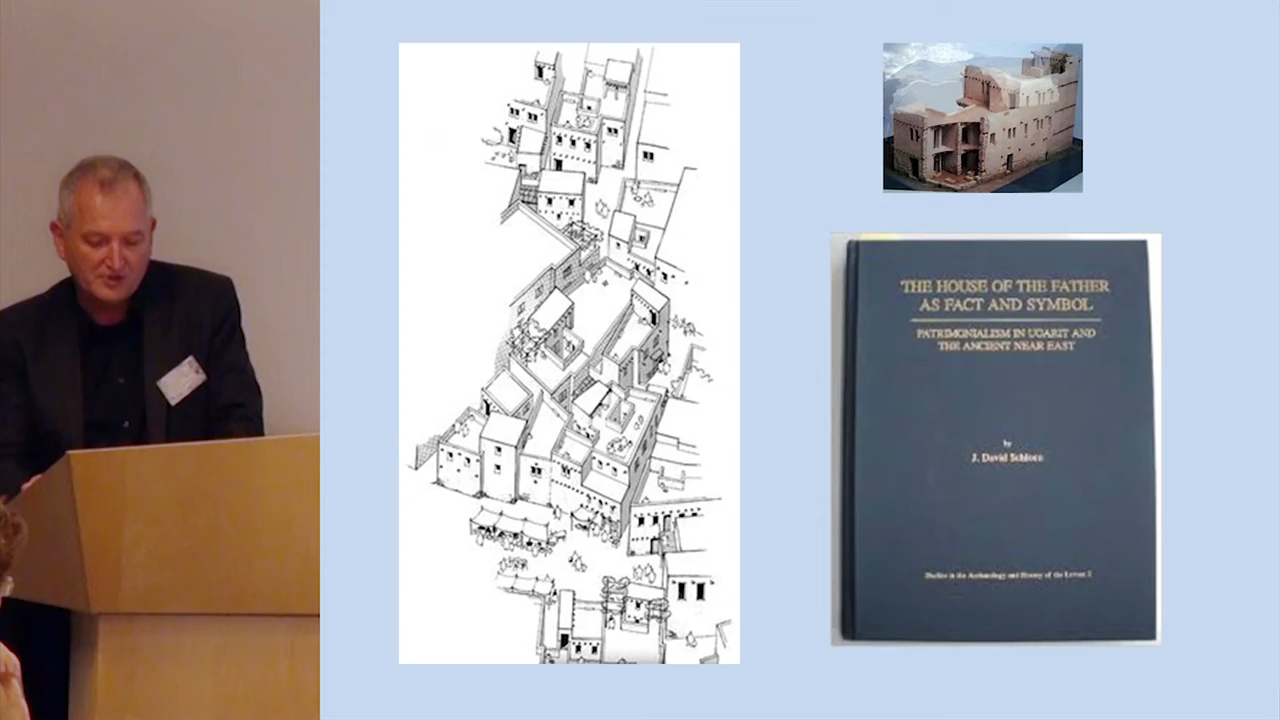 THE HOUSE OF THE FATHER
AS FACT AND SYMBOL
PATRIMONIALISM IN UGARIT AND
THE ANCIENT NEAR EAST
by
J. David Schloen
Studies in the Archaeology and History of the Levant 2